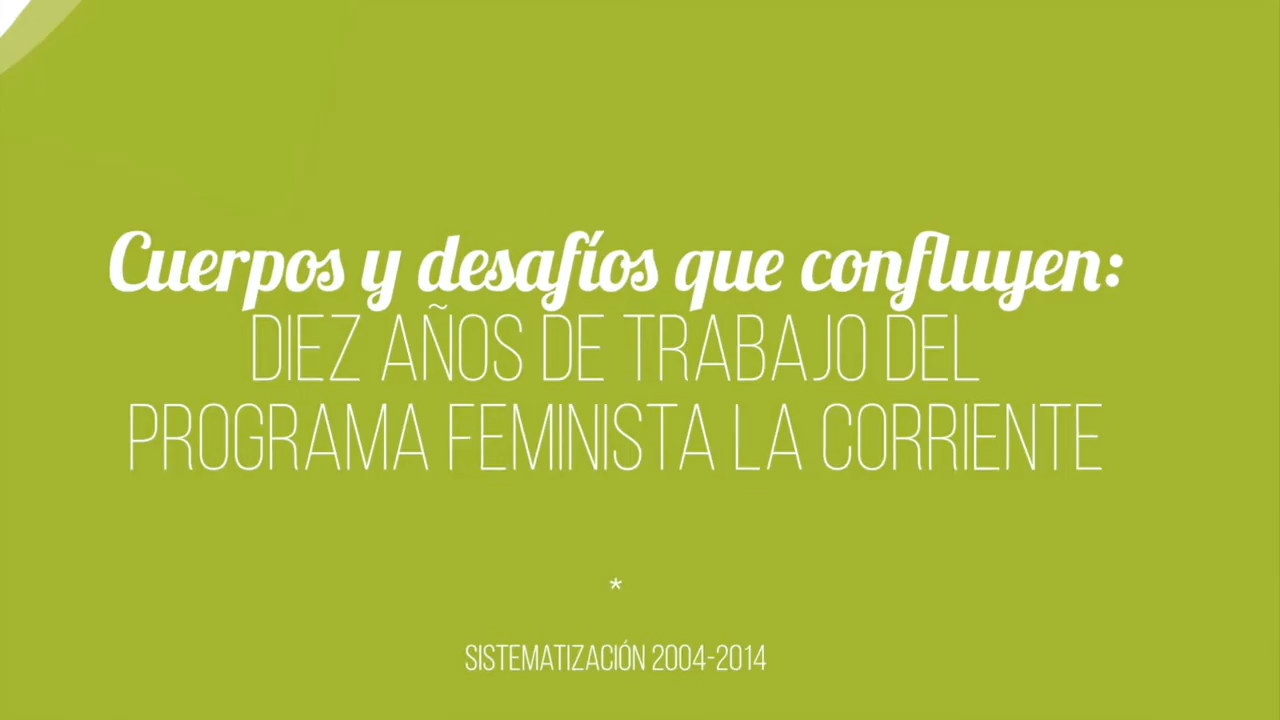 Cuerpos y desafíos que confluyen:
DIEZ AÑOS DE TRABAJO DEL
PROGRAMA FEMINISTA LA CORRIENTE
*
SISTEMATIZACIÓN 2004-2014